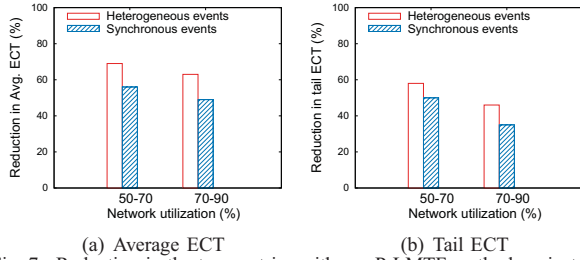 Heterogeneous events
Synchronous events
Reduction in Avg. ECT (%)
100
80
60
40
20
0
50-70
70-90
Network utilization (%)
(a) Average ECT
Heterogeneous events
Synchronous events
Reduction in tail ECT (%)
100
80
60
40
20
0
50-70
70-90
Network utilization (%)
(b) Tail ECT